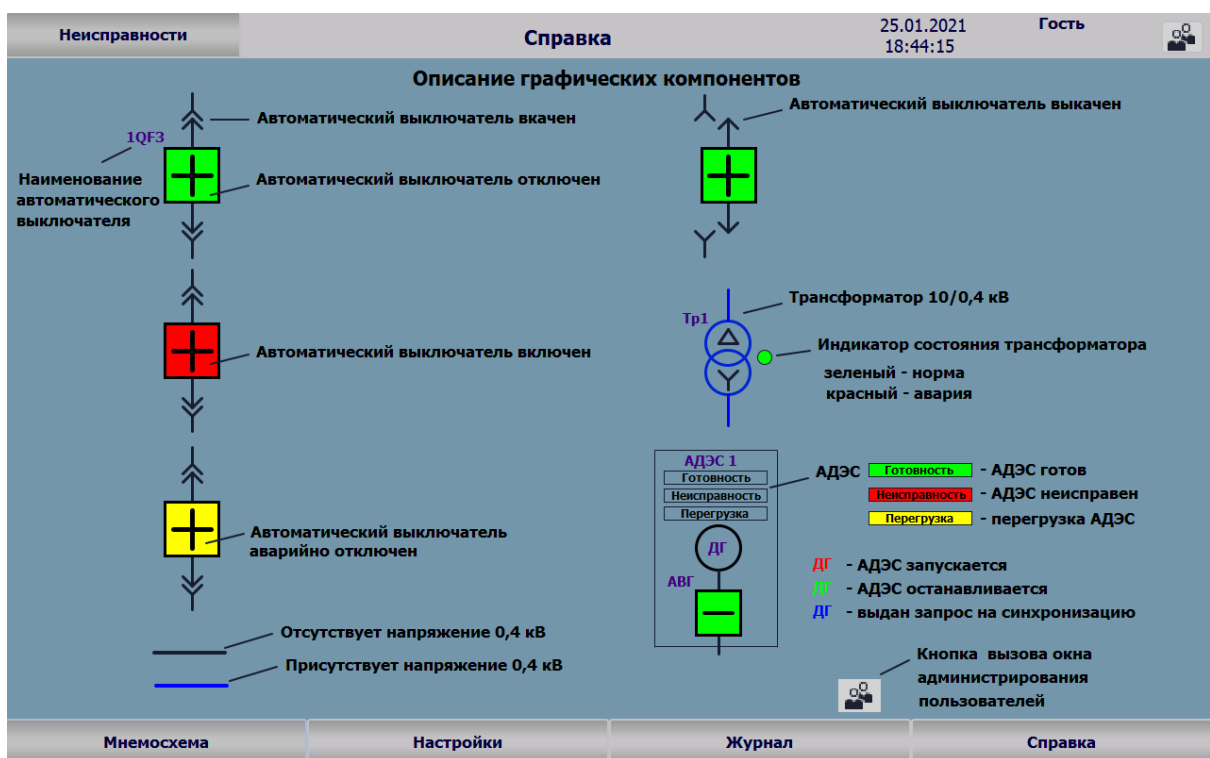 Неисправности
Справка
25.01.2021
18:44:15
Гость
Описание графических компонентов
Автоматический выключатель вкачен
1QF3
Наименование
автоматического
выключателя
Автоматический выключатель отключен
Автоматический выключатель включен
Автоматический выключатель
аварийно отключен
Отсутствует напряжение 0,4 кВ
Присутствует напряжение 0,4 кВ
Автоматический выключатель выкачен
Трансформатор 10/0,4 кВ
Тр1
Индикатор состояния трансформатора
зеленый - норма
красный - авария
АДЭС 1
Готовность
Неисправность
Перегрузка
ДГ
АВГ
АДЭС
Готовность - АДЭС готов
Неисправность - АДЭС неисправен
Перегрузка - перегрузка АДЭС
ДГ - АДЭС запускается
ДГ - АДЭС останавливается
ДГ - выдан запрос на синхронизацию
Кнопка вызова окна
администрирования
пользователей
Мнемосхема
Настройки
Журнал
Справка